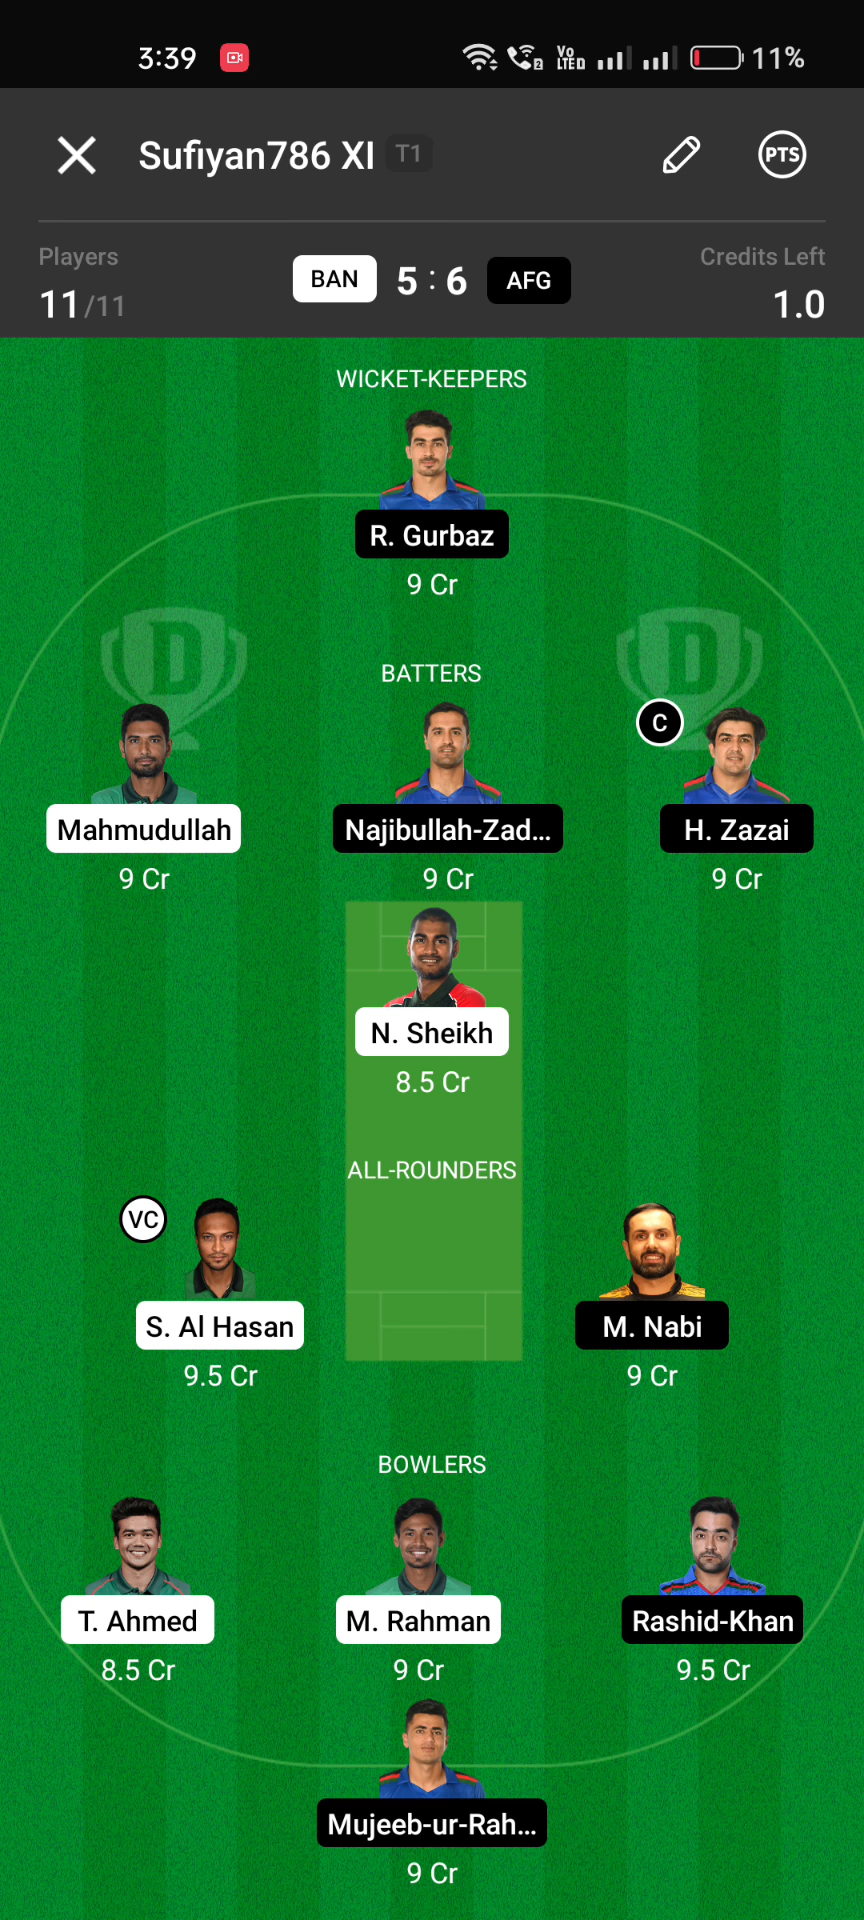 3:39
Vo
LTED
2
11%
Sufiyan786 XI T1
PTS
Players
Credits Left
11/11
BAN 5 : 6 AFG
1.0
WICKET-KEEPERS
R. Gurbaz
9 Cr
D D
BATTERS
C
Mahmudullah Najibullah-Zad... H. Zazai
9 Cr 9 Cr 9 Cr
N. Sheikh
8.5 Cr
ALL-ROUNDERS
VC
S. Al Hasan M. Nabi
9.5 Cr 9 Cr
BOWLERS
T. Ahmed M. Rahman Rashid-Khan
8.5 Cr 9 Cr 9.5 Cr
Mujeeb-ur-Rah...
9 Cr